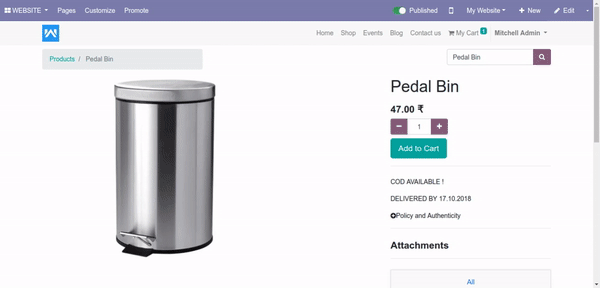 WEBSITE Pages Customize Promote Published My Website + New Edit
Home Shop Events Blog Contact us My Cart 1 Mitchell Admin
Products / Pedal Bin
Pedal Bin
Pedal Bin
47.00 ₹
1
Add to Cart
COD AVAILABLE !
DELIVERED BY 17.10.2018
Policy and Authenticity
Attachments
All